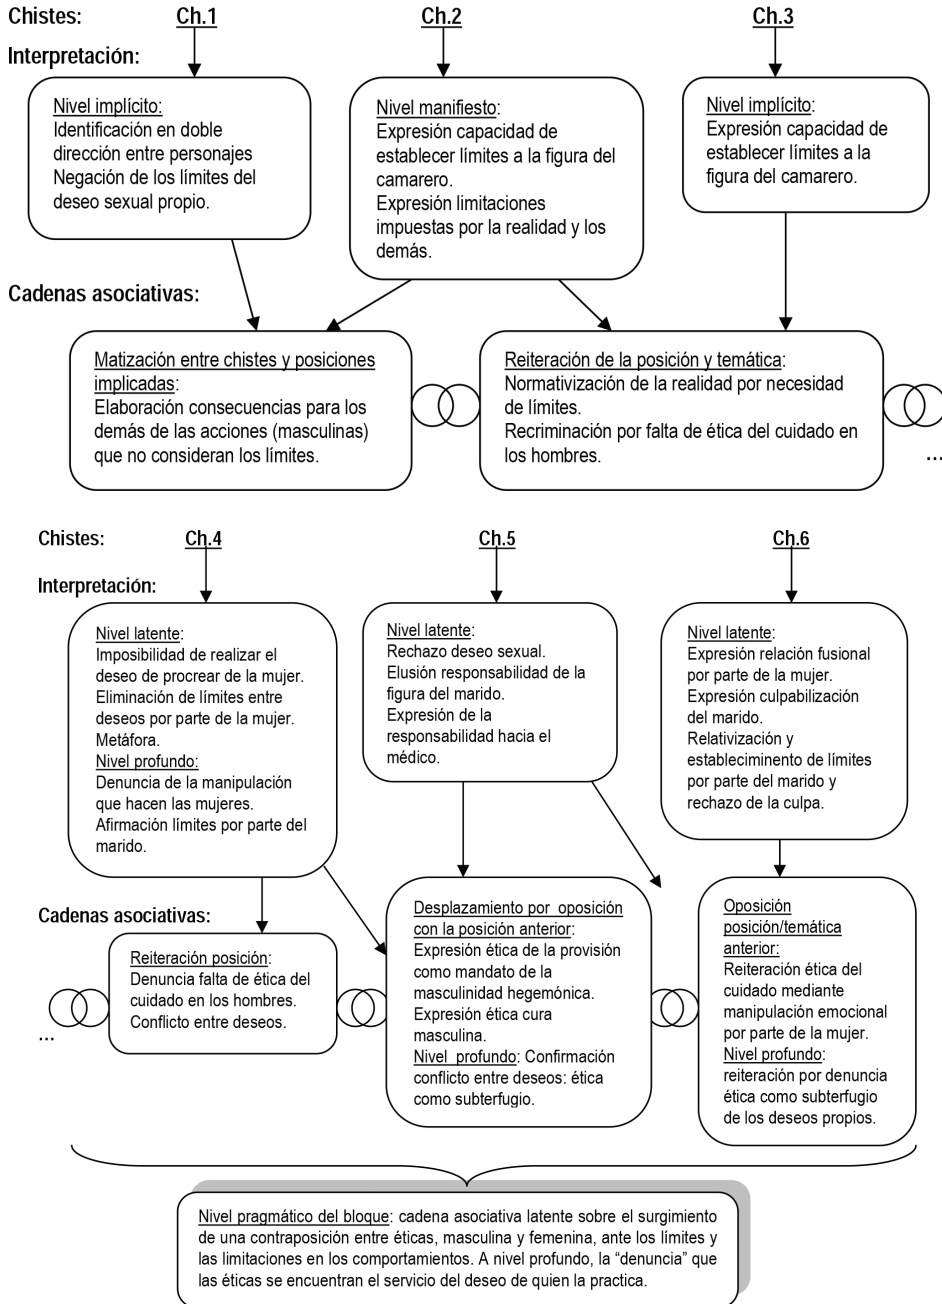 Chistes: Ch.1 Ch.2 Ch.3
Interpretación:
Nivel implícito:
Identificación en doble
dirección entre personajes
Negación de los límites del
deseo sexual propio.
Nivel manifiesto:
Expresión capacidad de
establecer límites a la figura del
camarero.
Expresión limitaciones
impuestas por la realidad y los
demás.
Nivel implícito:
Expresión capacidad de
establecer límites a la
figura del camarero.
Cadenas asociativas:
Matización entre chistes y posiciones
implicadas:
Elaboración consecuencias para los
demás de las acciones (masculinas)
que no consideran los límites.
Reiteración de la posición y temática:
Normativización de la realidad por necesidad
de límites.
Recriminación por falta de ética del cuidado en
los hombres.
...
Chistes: Ch.4 Ch.5 Ch.6
Interpretación:
Nivel latente:
Imposibilidad de realizar el
deseo de procrear de la mujer.
Eliminación de límites entre
deseos por parte de la mujer.
Metáfora.
Nivel profundo:
Denuncia de la manipulación
que hacen las mujeres.
Afirmación límites por parte del
marido.
Nivel latente:
Rechazo deseo sexual.
Elusión responsabilidad de la
figura del marido.
Expresión de la
responsabilidad hacia el
médico.
Nivel latente:
Expresión relación fusional
por parte de la mujer.
Expresión culpabilización
del marido.
Relativización y
estableciminento de límites
por parte del marido y
rechazo de la culpa.
Cadenas asociativas:
...
Reiteración posición:
Denuncia falta de ética del
cuidado en los hombres.
Conflicto entre deseos.
Desplazamiento por oposición
con la posición anterior:
Expresión ética de la provisión
como mandato de la
masculinidad hegemónica.
Expresión ética cura
masculina.
Nivel profundo: Confirmación
conflicto entre deseos: ética
como subterfugio.
Oposición
posición/temática
anterior:
Reiteración ética del
cuidado mediante
manipulación emocional
por parte de la mujer.
Nivel profundo:
reiteración por denuncia
ética como subterfugio
de los deseos propios.
Nivel pragmático del bloque: cadena asociativa latente sobre el surgimiento
de una contraposición entre éticas, masculina y femenina, ante los límites y
las limitaciones en los comportamientos. A nivel profundo, la “denuncia” que
las éticas se encuentran el servicio del deseo de quien la practica.